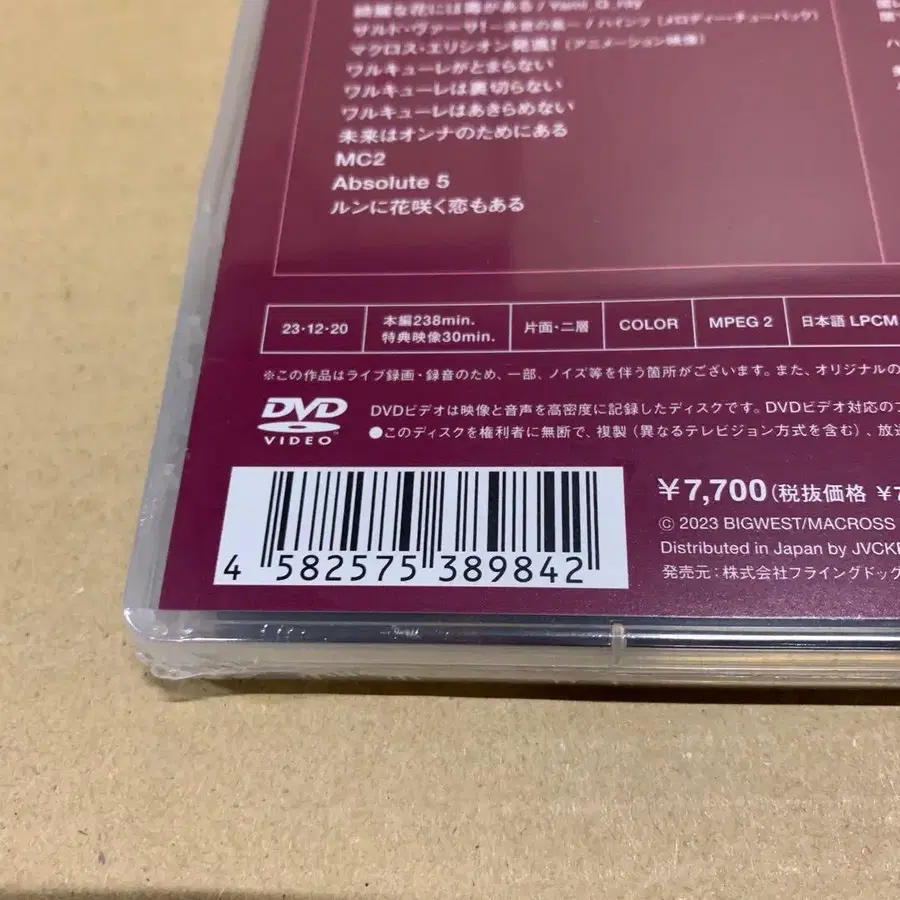 綺麗な花には毒がある/Yami_Q_ray
ザルド・ヴァーサ！ ～決意の風～ / ハインツ (メロディー・チューバック)
マクロス・エリシオン発進！(アニメーション映像)
ワルキューレがとまらない
ワルキューレは裏切らない
ワルキューレはあきらめない
未来はオンナのためにある
MC2
Absolute 5
ルンに花咲く恋もある
23・12・20
本編238min.
特典映像30min.
片面・二層
COLOR
MPEG 2
日本語 LPCM
※この作品はライブ録画・録音のため、一部、ノイズ等を伴う箇所がございます。また、オリジナルの
DVD
VIDEO
DVDビデオは映像と音声を高密度に記録したディスクです。DVDビデオ対応の
●このディスクを権利者に無断で、複製（異なるテレビジョン方式を含む）、放送
4 582575 389842
￥7,700(税抜価格 ￥7
© 2023 BIGWEST/MACROSS
Distributed in Japan by JVCKE
発売元：株式会社フライングドッグ